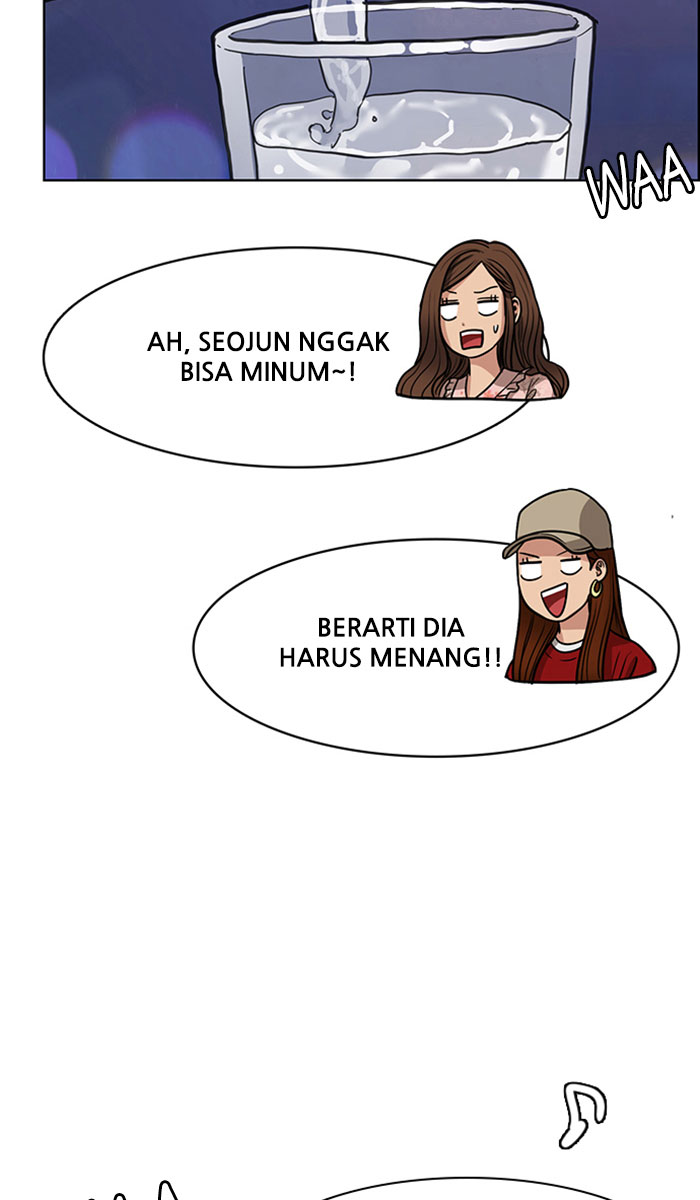 WAA
AH, SEOJUN NGGAK
BISA MINUM~!
BERARTI DIA
HARUS MENANG!!